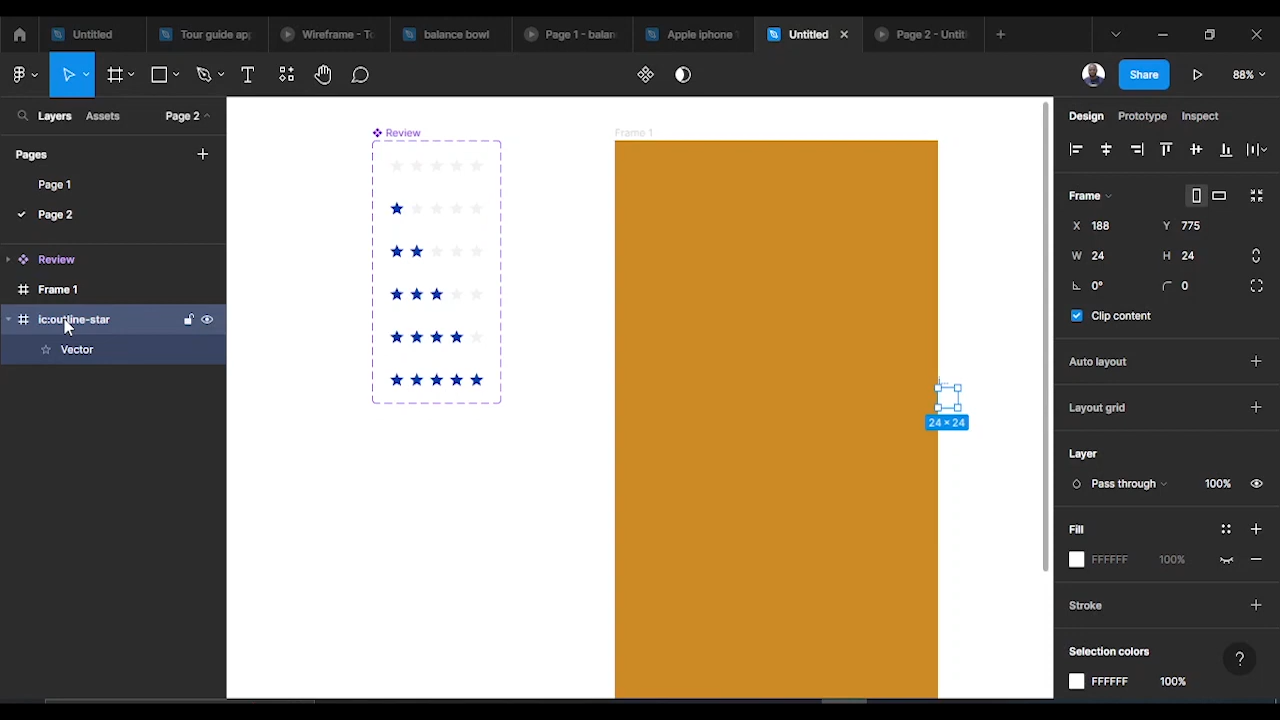 Untitled
Tour guide ap
Wireframe - To
balance bowl
Page 1 - balan
Apple iphone 1
Untitled
Page 2 - Untit
Share
88%
Layers
Assets
Page 2
Design
Prototype
Inspect
Pages
Page 1
Page 2
Review
Frame 1
ic:outline-star
Vector
Review
Frame 1
24 × 24
Frame
X 188
Y 775
W 24
H 24
0°
0
Clip content
Auto layout
Layout grid
Layer
Pass through
100%
Fill
FFFFFF
100%
Stroke
Selection colors
FFFFFF
100%
?